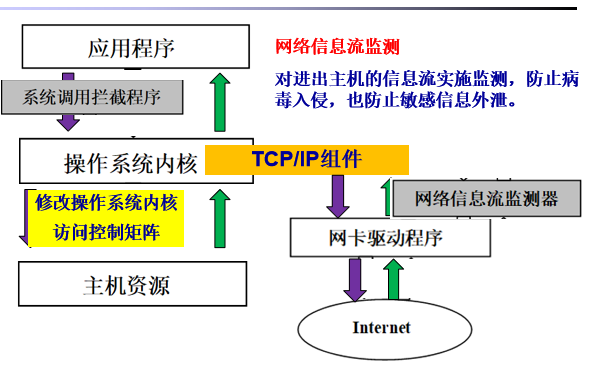 应用程序
网络信息流监测
对进出主机的信息流实施监测，防止病
毒入侵，也防止敏感信息外泄。
系统调用拦截程序
操作系统内核
TCP/IP组件
修改操作系统内核
访问控制矩阵
网络信息流监测器
网卡驱动程序
主机资源
Internet